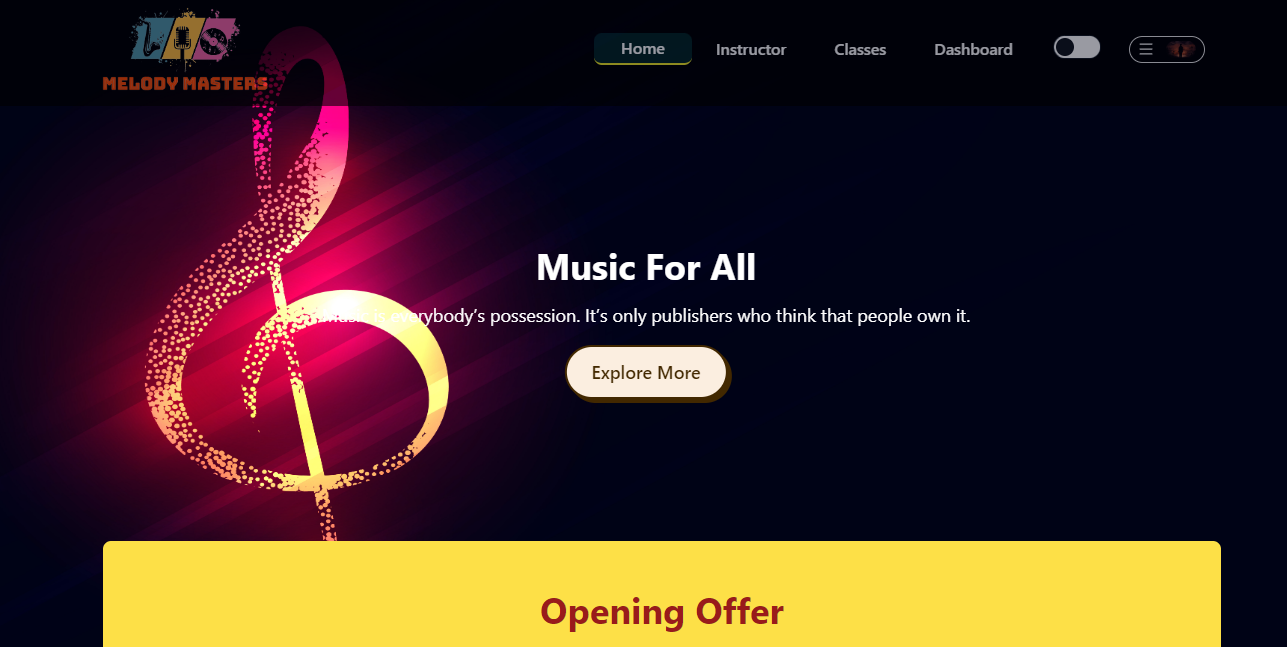 MELODY MASTERS
Home
Instructor
Classes
Dashboard
Music For All
Music is everybody's possession. It's only publishers who think that people own it.
Explore More
Opening Offer